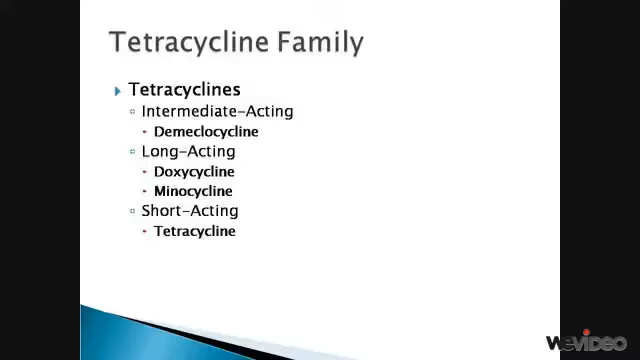 Tetracycline Family
Tetracyclines
Intermediate-Acting
Demeclocycline
Long-Acting
Doxycycline
Minocycline
Short-Acting
Tetracycline
WEVIDEO